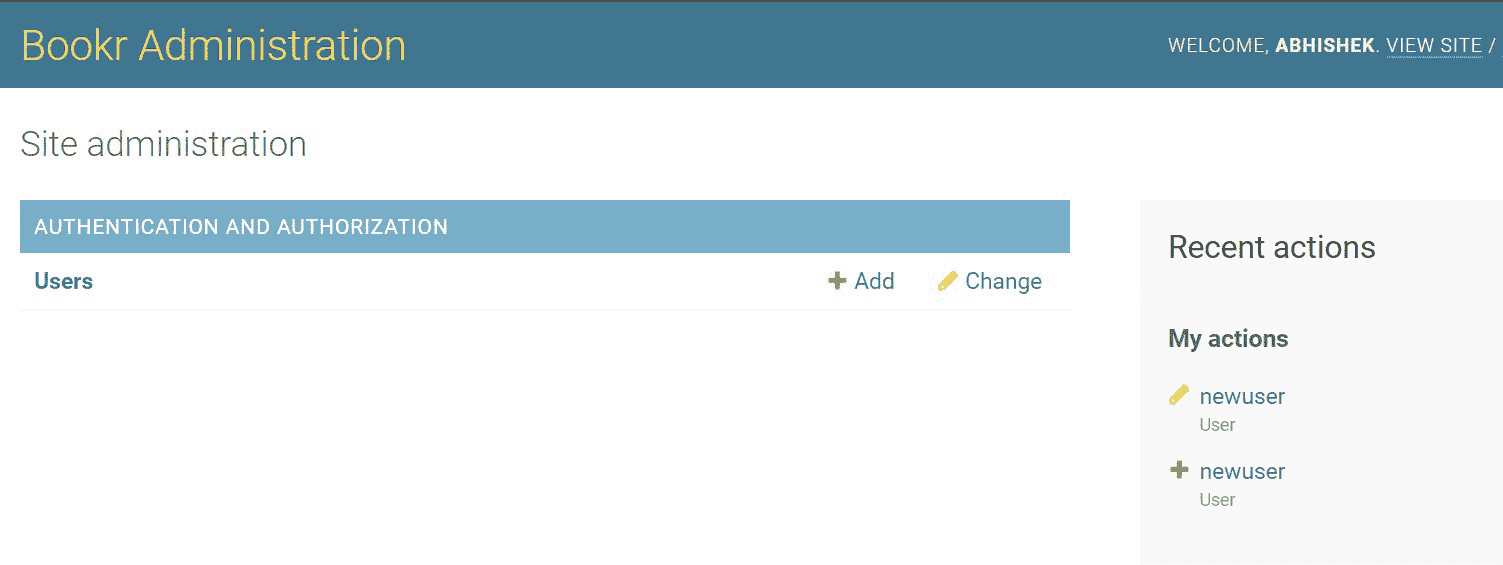 Bookr Administration
WELCOME, ABHISHEK. VIEW SITE /
Site administration
AUTHENTICATION AND AUTHORIZATION
Users
Add
Change
Recent actions
My actions
newuser
User
newuser
User